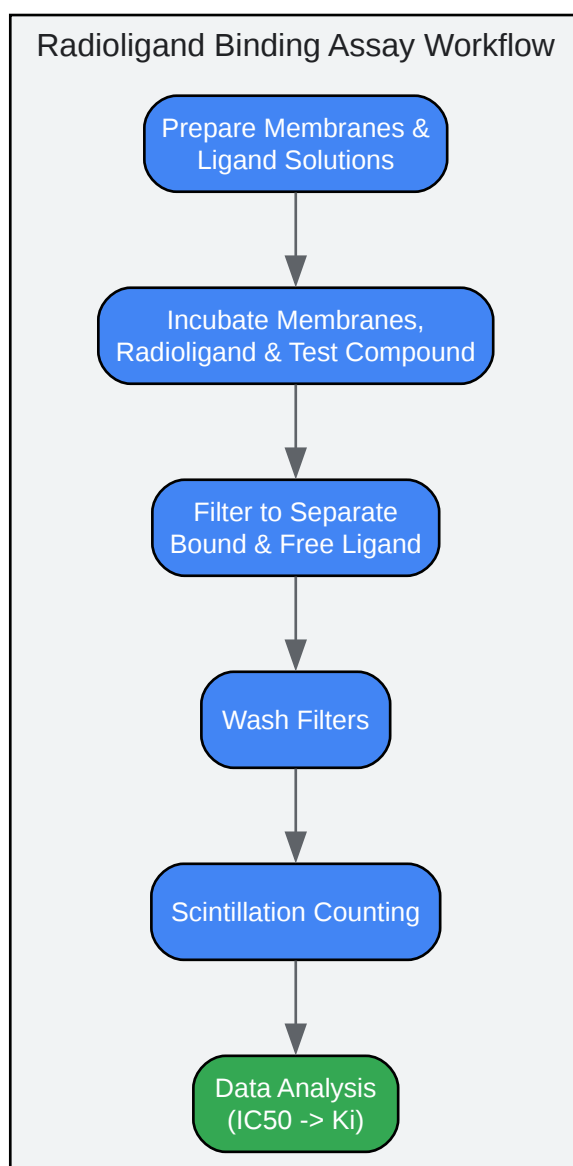 Radioligand Binding Assay Workflow
Prepare Membranes &
Ligand Solutions
Incubate Membranes,
Radioligand & Test Compound
Filter to Separate
Bound & Free Ligand
Wash Filters
Scintillation Counting
Data Analysis
(IC50 -> Ki)